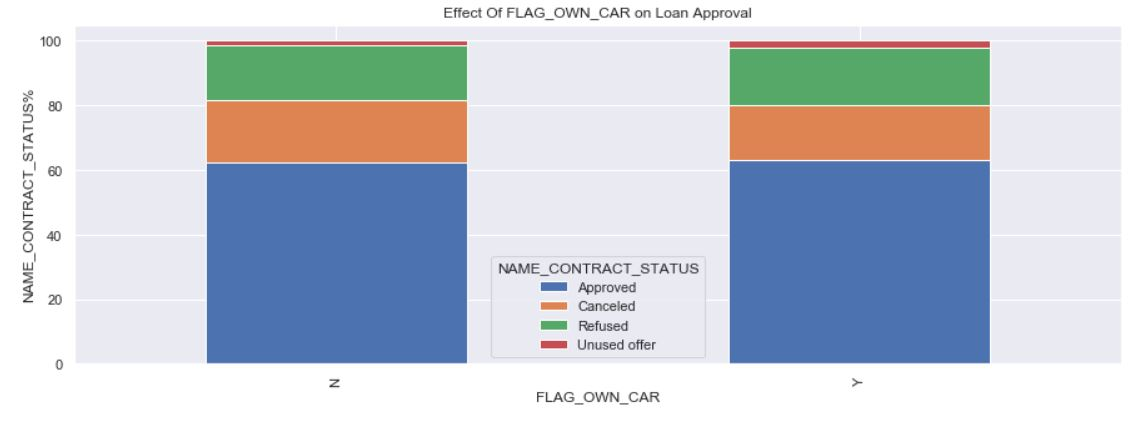 Effect Of FLAG_OWN_CAR on Loan Approval
NAME_CONTRACT_STATUS%
100
80
60
40
20
0
NAME_CONTRACT_STATUS
Approved
Canceled
Refused
Unused offer
N
Y
FLAG_OWN_CAR